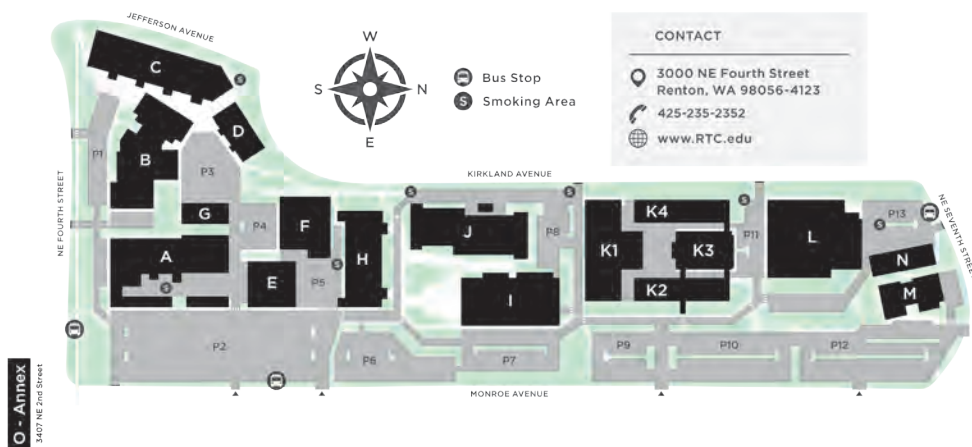 JEFFERSON AVENUE
W
S
N
E
Bus Stop
S Smoking Area
CONTACT
3000 NE Fourth Street
Renton, WA 98056-4123
425-235-2352
www.RTC.edu
C
S
D
B
P1
P3
G
NE FOURTH STREET
A
S
P4
F
E
P5
S
H
KIRKLAND AVENUE
S
S
J
P8
I
K1
K4
K3
K2
S
P11
L
P13
S
N
M
NE SEVENTH STREET
P2
P6
P7
P9
P10
P12
MONROE AVENUE
O - Annex
3407 NE 2nd Street